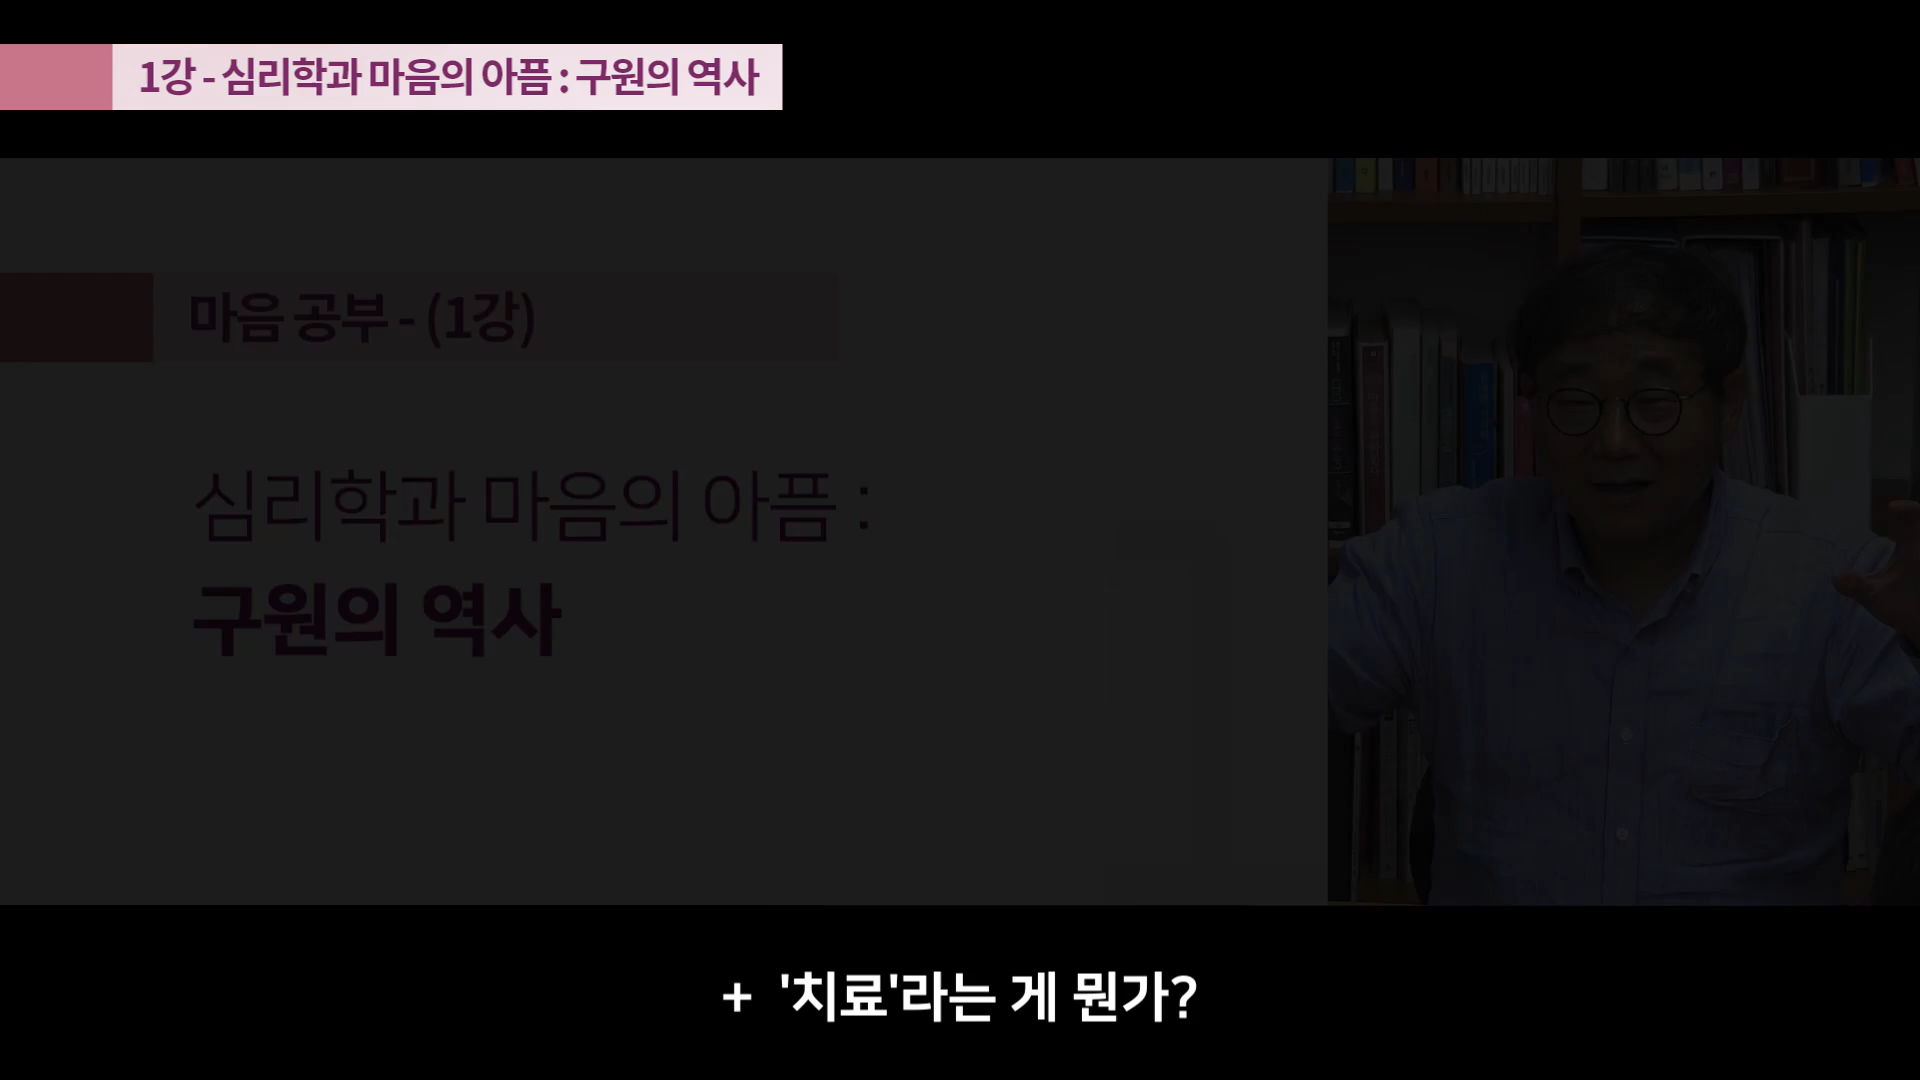 1강 - 심리학과 마음의 아픔 : 구원의 역사
마음 공부 - (1강)
심리학과 마음의 아픔 :
구원의 역사
+ '치료'라는 게 뭔가?